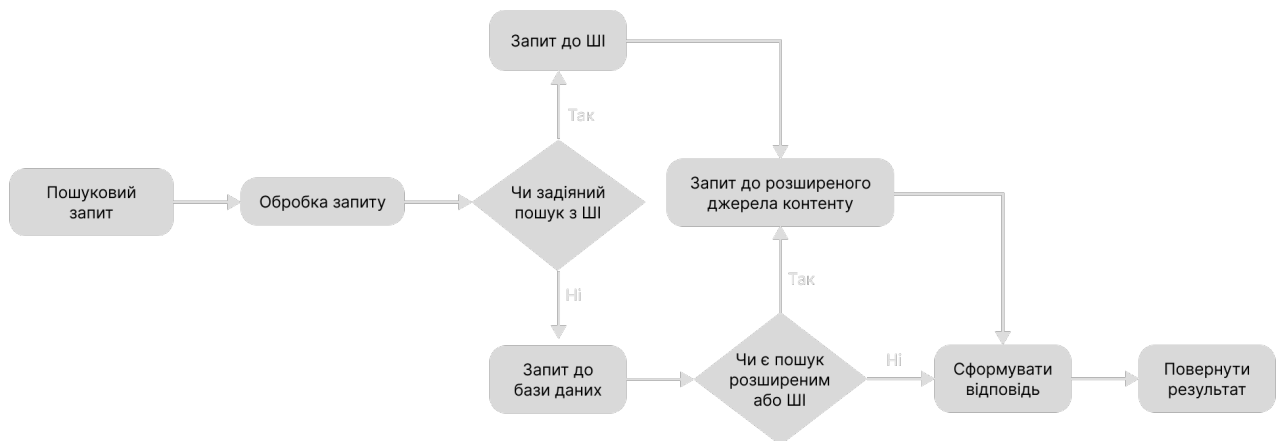 Запит до ШІ
Так
Пошуковий
запит
Обробка запиту
Чи задіяний
пошук з ШІ
Запит до розширеного
джерела контенту
Ні
Так
Запит до
бази даних
Чи є пошук
розширеним
або ШІ
Ні
Сформувати
відповідь
Повернути
результат